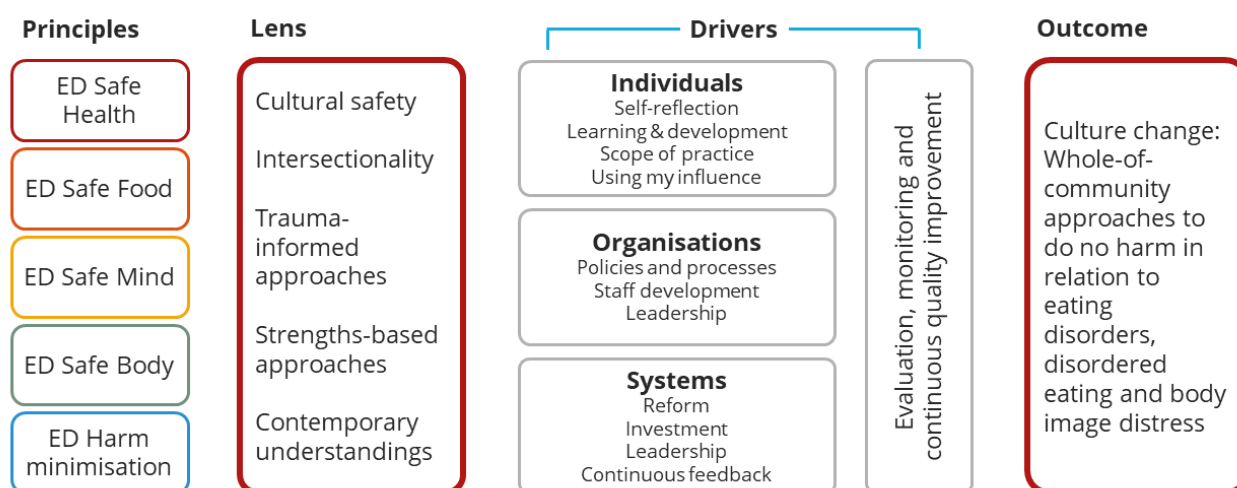 Principles
ED Safe
Health
ED Safe Food
ED Safe Mind
ED Safe Body
ED Harm
minimisation
Lens
Cultural safety
Intersectionality
Trauma-
informed
approaches
Strengths-based
approaches
Contemporary
understandings
Drivers
Individuals
Self-reflection
Learning & development
Scope of practice
Using my influence
Organisations
Policies and processes
Staff development
Leadership
Systems
Reform
Investment
Leadership
Continuous feedback
Evaluation, monitoring and
continuous quality improvement
Outcome
Culture change:
Whole-of-
community
approaches to
do no harm in
relation to
eating
disorders,
disordered
eating and body
image distress